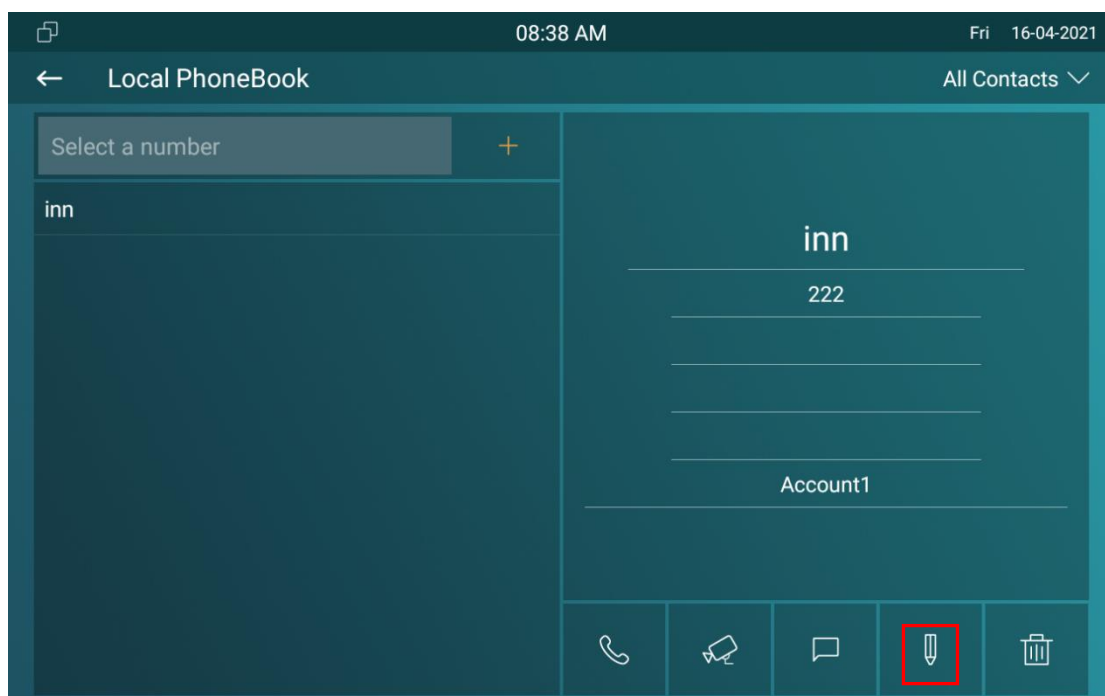 08:38 AM Fri 16-04-2021
Local PhoneBook All Contacts
Select a number +
inn
inn
222
Account1